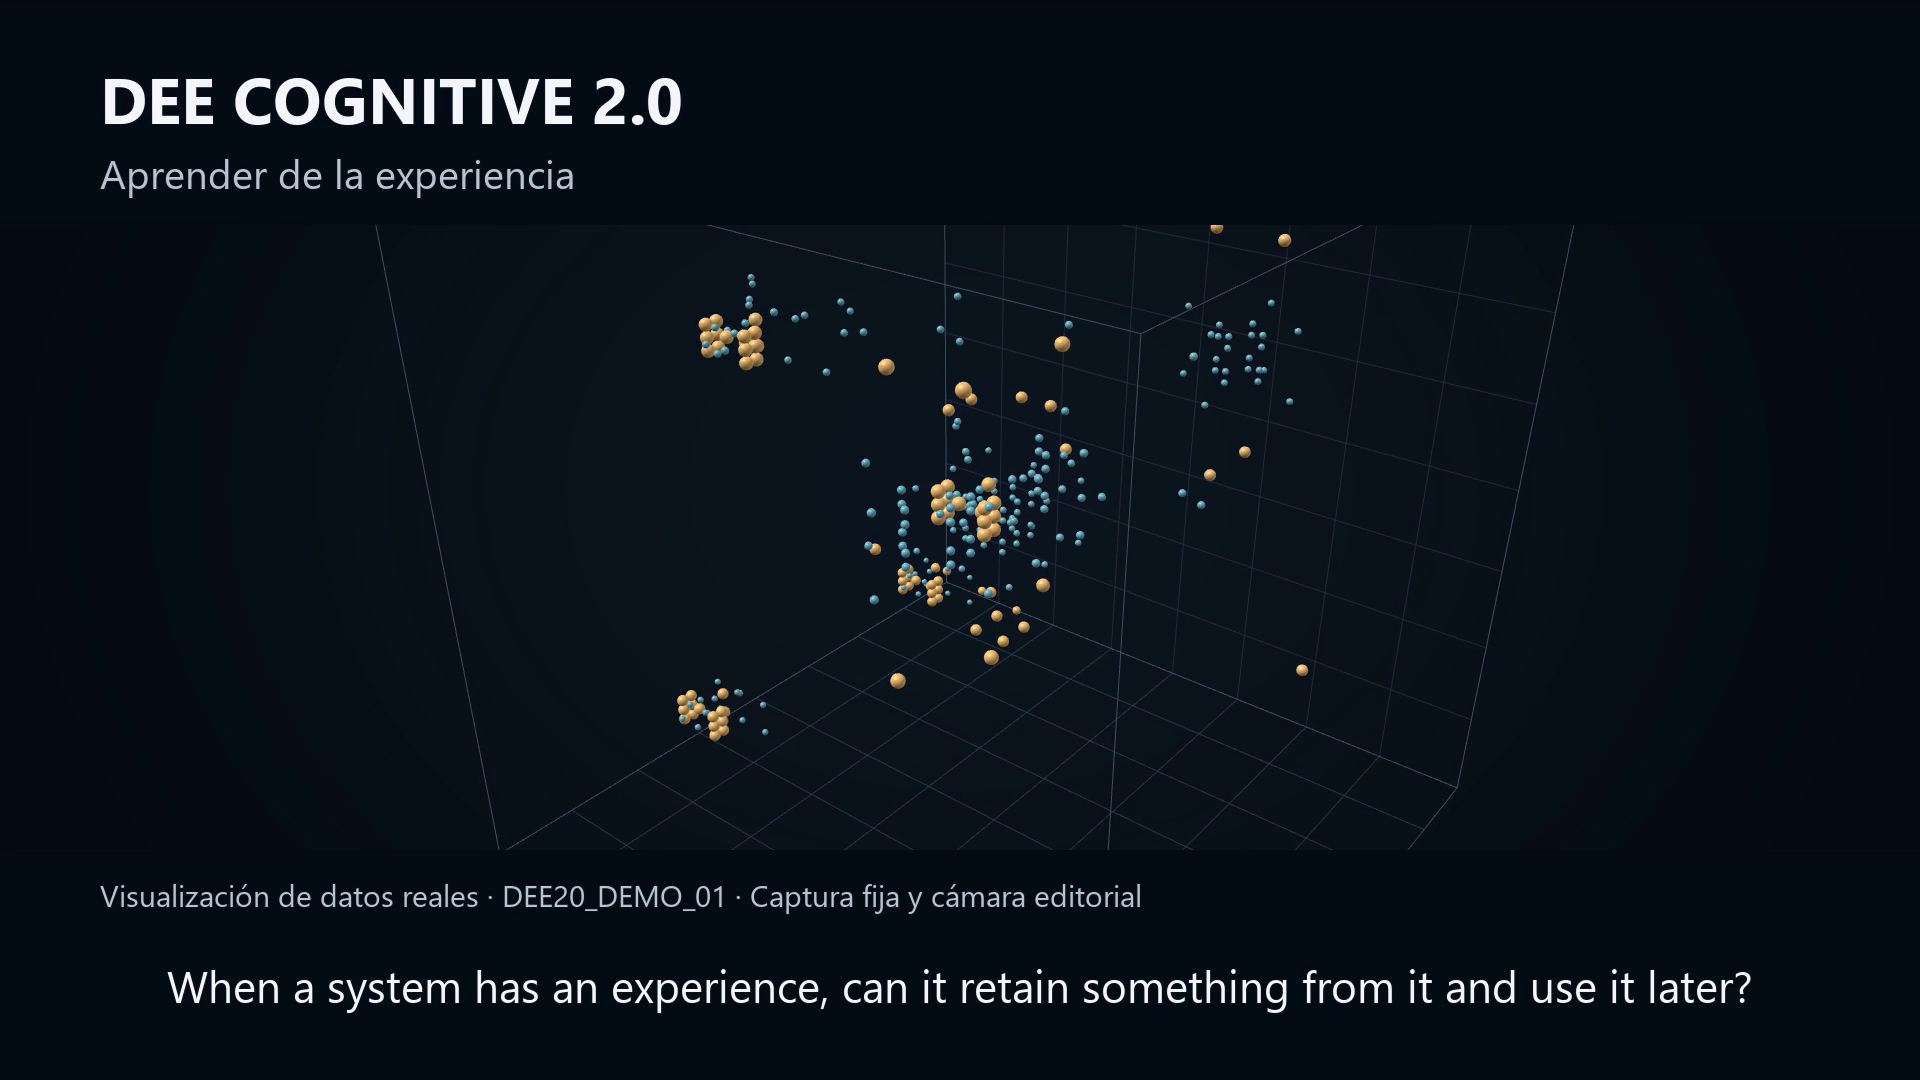 DEE COGNITIVE 2.0
Aprender de la experiencia
Visualización de datos reales · DEE20_DEMO_01 · Captura fija y cámara editorial
When a system has an experience, can it retain something from it and use it later?